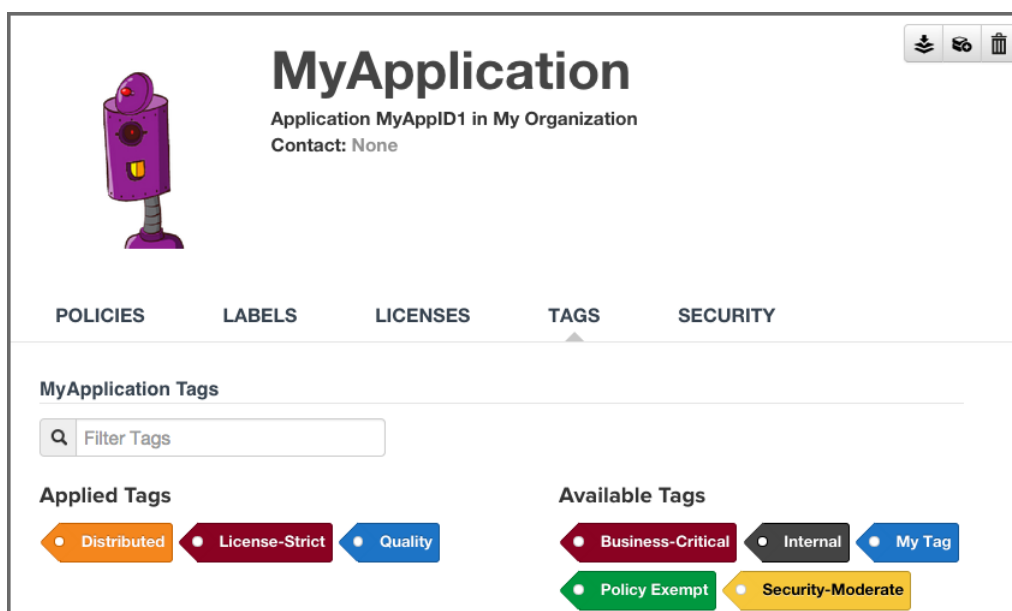 MyApplication
Application MyAppID1 in My Organization
Contact: None
POLICIES LABELS LICENSES TAGS SECURITY
MyApplication Tags
Filter Tags
Applied Tags
Distributed License-Strict Quality
Available Tags
Business-Critical Internal My Tag
Policy Exempt Security-Moderate